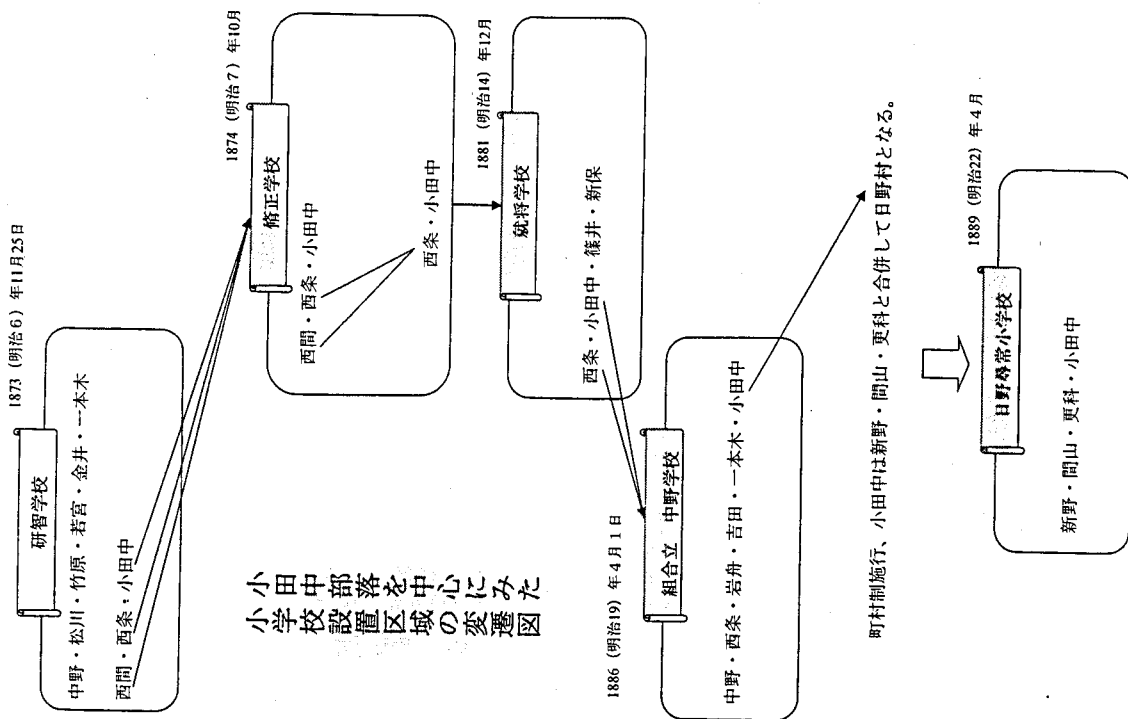 小田中部落を中心にみた
小学校設置区域の変遷図
1873(明治6)年11月25日
研智学校
中野・松川・竹原・若宮・金井・一本木
西間・西条・小田中
1874(明治7)年10月
脩正学校
西間・西条・小田中
西条・小田中
1881(明治14)年12月
就将学校
西条・小田中・篠井・新保
1886(明治19)年4月1日
組合立 中野学校
中野・西条・岩舟・吉田・一本木・小田中
町村制施行、小田中は新野・間山・更科と合併して日野村となる。
1889(明治22)年4月
日野尋常小学校
新野・間山・更科・小田中